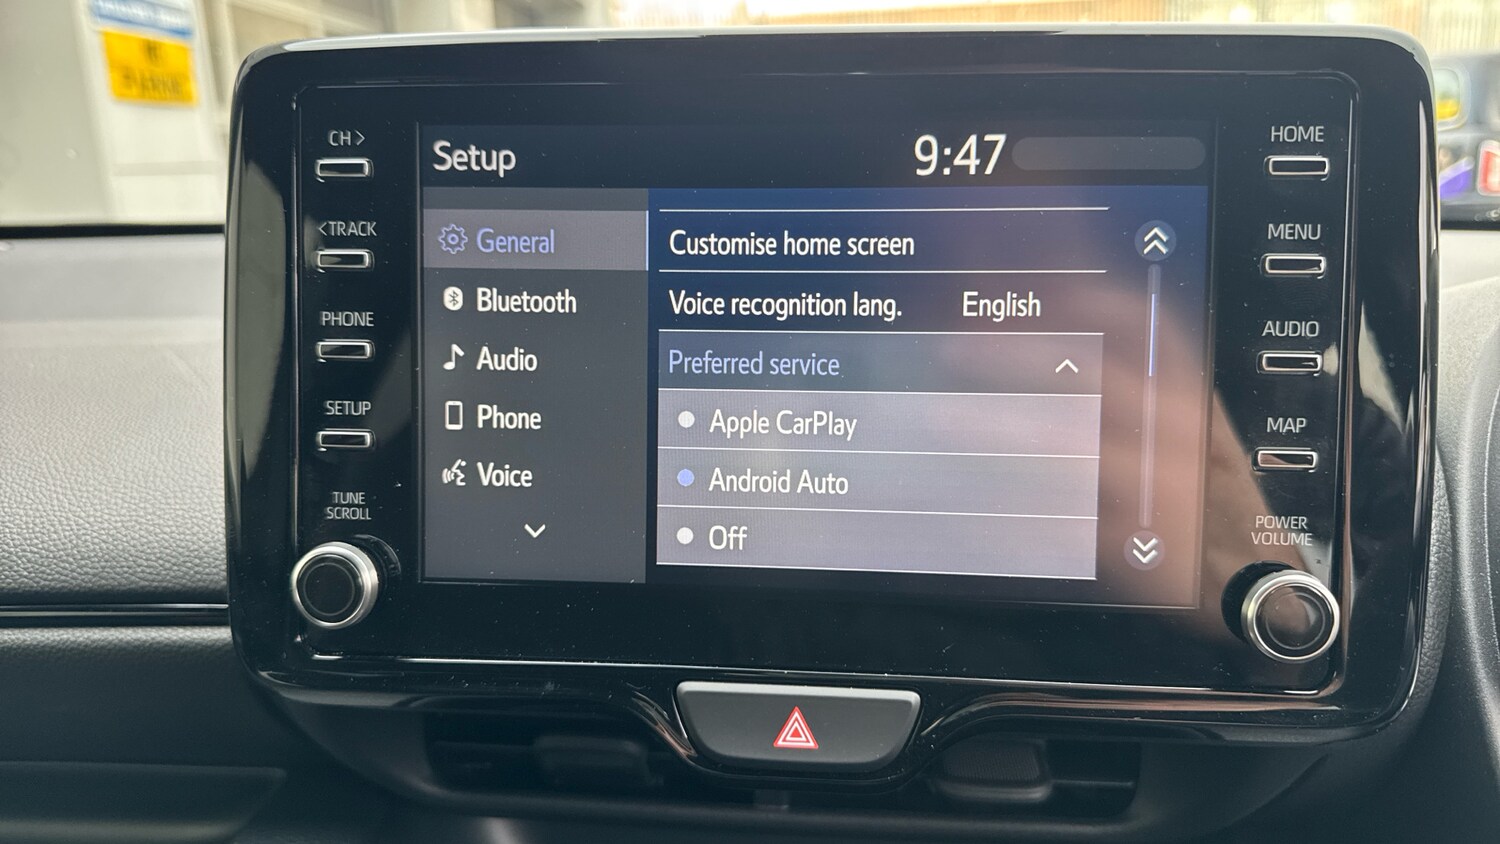 CH>
<TRACK
PHONE
SETUP
TUNE
SCROLL
Setup
9:47
General
Bluetooth
Audio
Phone
Voice
Customise home screen
Voice recognition lang. English
Preferred service
Apple CarPlay
Android Auto
Off
HOME
MENU
AUDIO
MAP
POWER
VOLUME